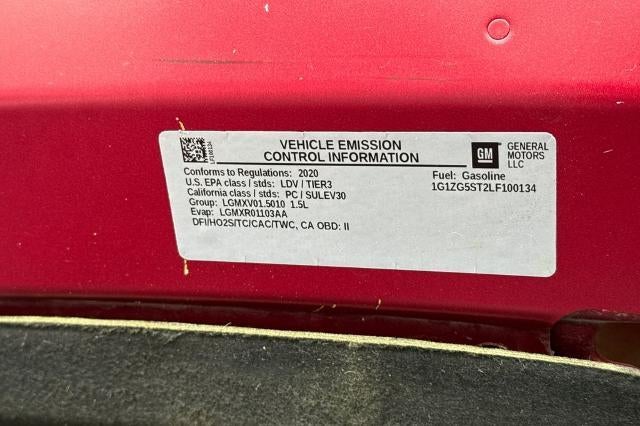 LF100134
VEHICLE EMISSION
CONTROL INFORMATION
GM
GENERAL
MOTORS
LLC
Conforms to Regulations: 2020
U.S. EPA class / stds: LDV / TIER3
California class / stds: PC / SULEV30
Group: LGMXV01.5010 1.5L
Evap: LGMXR01103AA
DFI/HO2S/TC/CAC/TWC, CA OBD: II
Fuel: Gasoline
1G1ZG5ST2LF100134